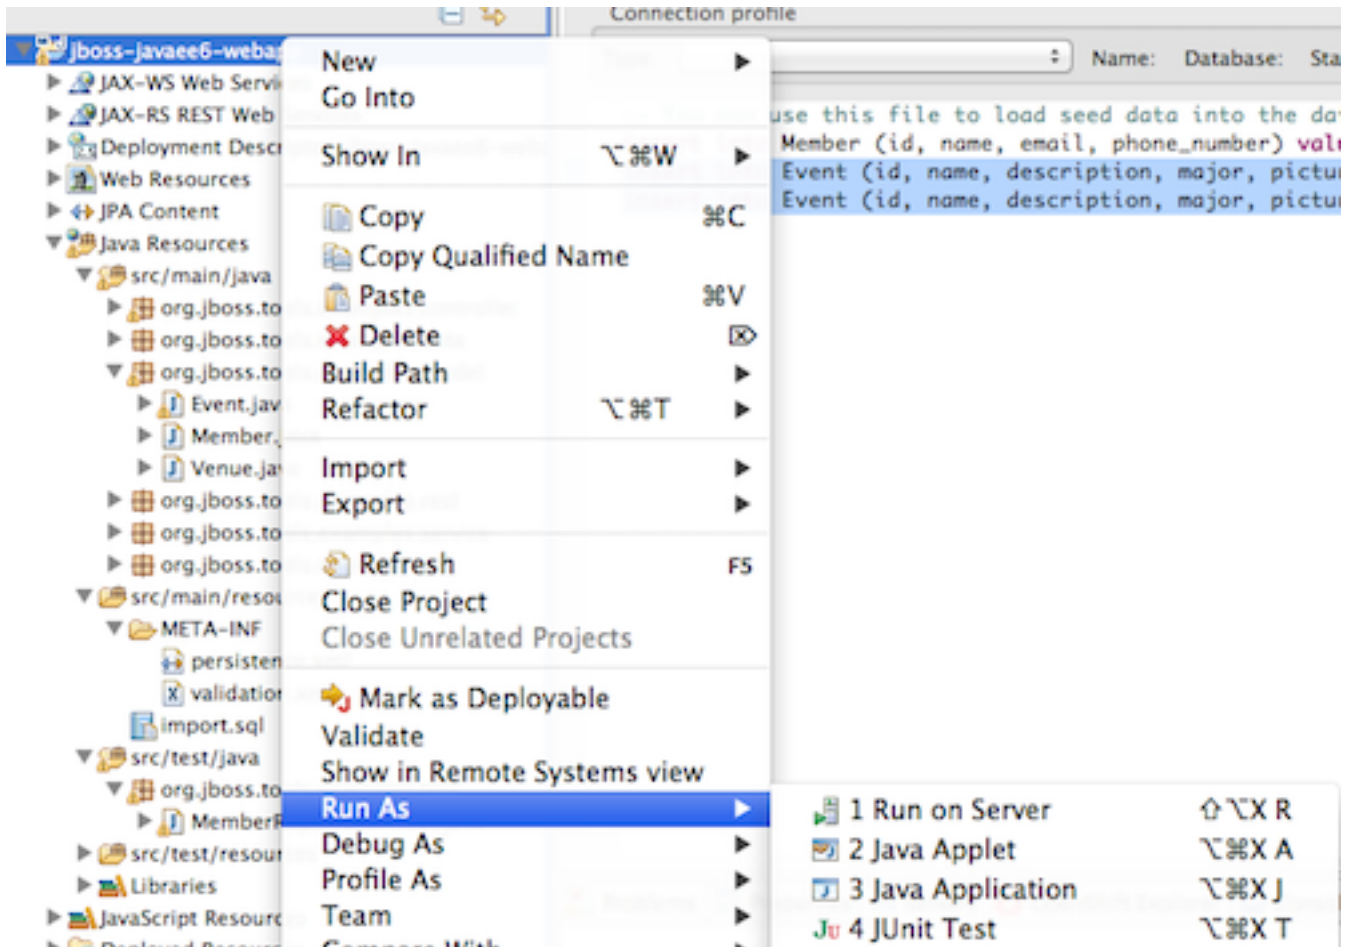 Connection profile
jboss-javaee6-webap
Name: Database: Sta
JAX-WS Web Servi
JAX-RS REST Web
Deployment Descr
Web Resources
JPA Content
Java Resources
src/main/java
org.jboss.to
org.jboss.to
org.jboss.to
Event.jav
Member.
Venue.ja
org.jboss.to
org.jboss.to
org.jboss.to
src/main/resou
META-INF
persisten
validation
import.sql
src/test/java
org.jboss.to
MemberR
src/test/resour
Libraries
JavaScript Resourc
Deployed Resource
New
Go Into
Show In ⌥⌘W
Copy ⌘C
Copy Qualified Name
Paste ⌘V
Delete ⌦
Build Path
Refactor ⌥⌘T
Import
Export
Refresh F5
Close Project
Close Unrelated Projects
Mark as Deployable
Validate
Show in Remote Systems view
Run As
Debug As
Profile As
Team
Compare With
use this file to load seed data into the da
Member (id, name, email, phone_number) valu
Event (id, name, description, major, pictu
Event (id, name, description, major, pictu
1 Run on Server ⇧⌥X R
2 Java Applet ⌥⌘X A
3 Java Application ⌥⌘X J
4 JUnit Test ⌥⌘X T